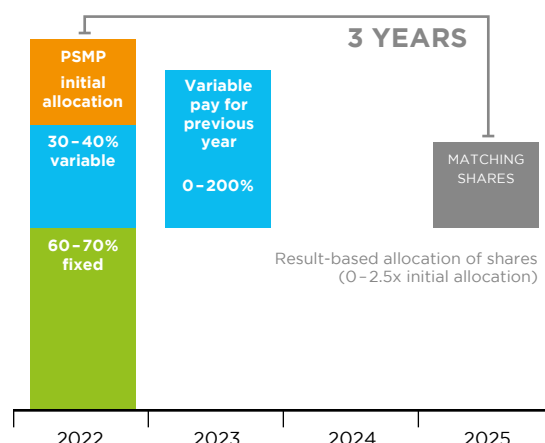 3 YEARS
PSMP
initial
allocation
30–40%
variable
60–70%
fixed
Variable
pay for
previous
year
0–200%
MATCHING
SHARES
Result-based allocation of shares
(0–2.5x initial allocation)
2022
2023
2024
2025